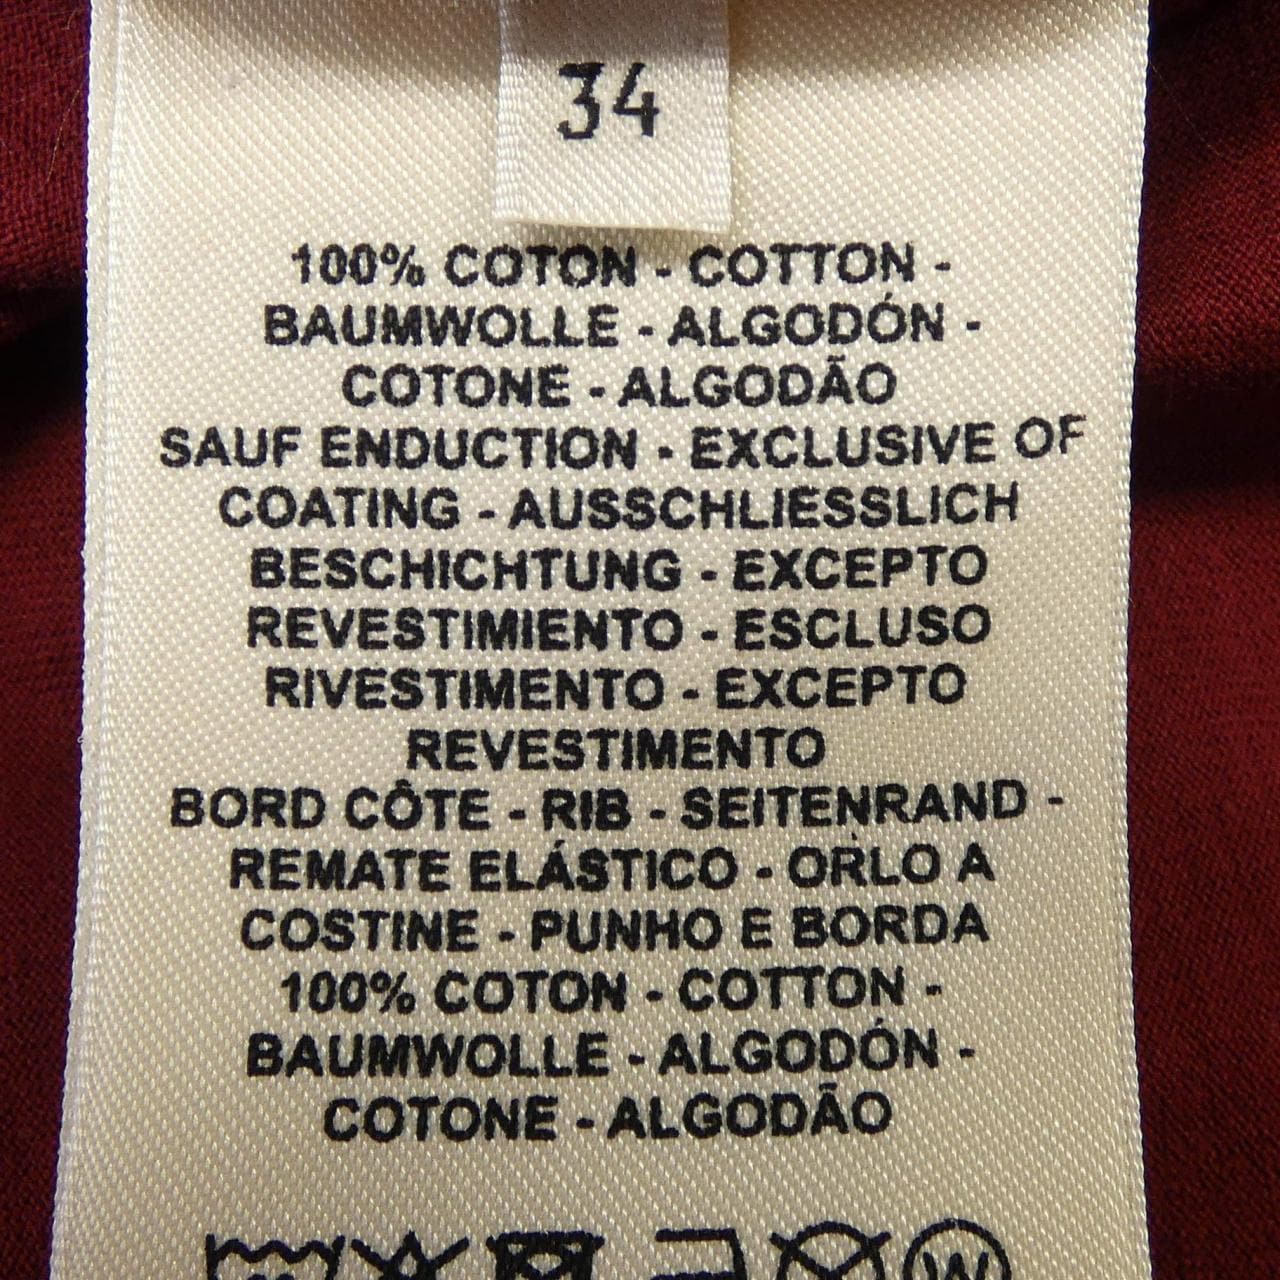 34
100% COTON - COTTON -
BAUMWOLLE - ALGODÓN -
COTONE - ALGODÃO
SAUF ENDUCTION - EXCLUSIVE OF
COATING - AUSSCHLIESSLICH
BESCHICHTUNG - EXCEPTO
REVESTIMIENTO - ESCLUSO
RIVESTIMENTO - EXCEPTO
REVESTIMENTO
BORD CÔTE - RIB - SEITENRAND -
REMATE ELÁSTICO - ORLO A
COSTINE - PUNHO E BORDA
100% COTON - COTTON -
BAUMWOLLE - ALGODÓN -
COTONE - ALGODÃO
W